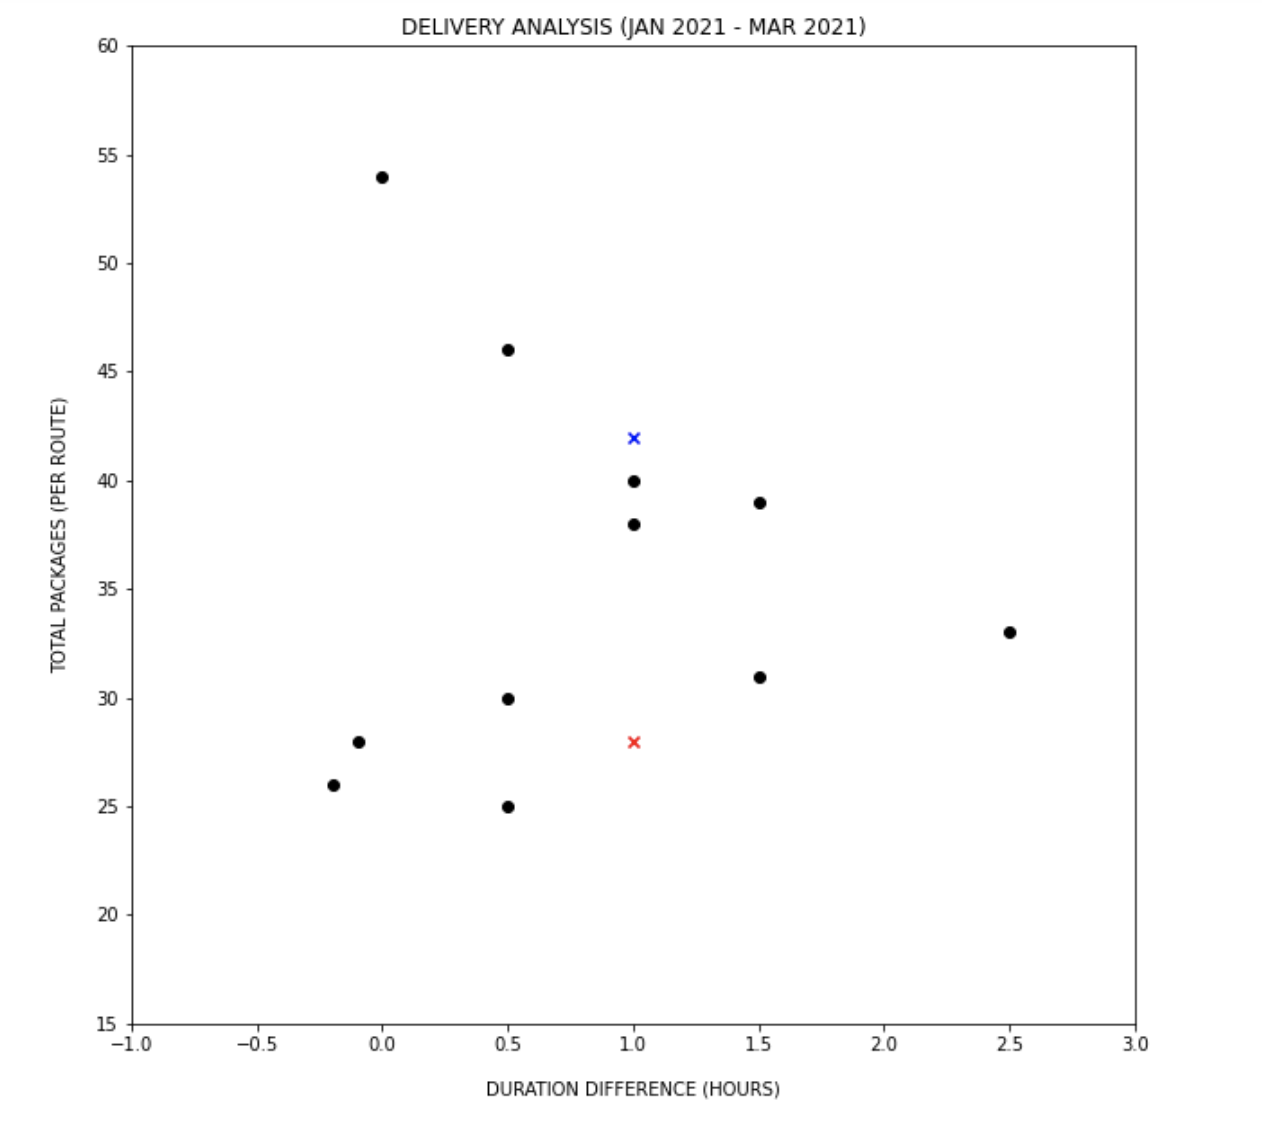 DELIVERY ANALYSIS (JAN 2021 - MAR 2021)
60
55
50
45
40
35
30
25
20
15
TOTAL PACKAGES (PER ROUTE)
−1.0 −0.5 0.0 0.5 1.0 1.5 2.0 2.5 3.0
DURATION DIFFERENCE (HOURS)